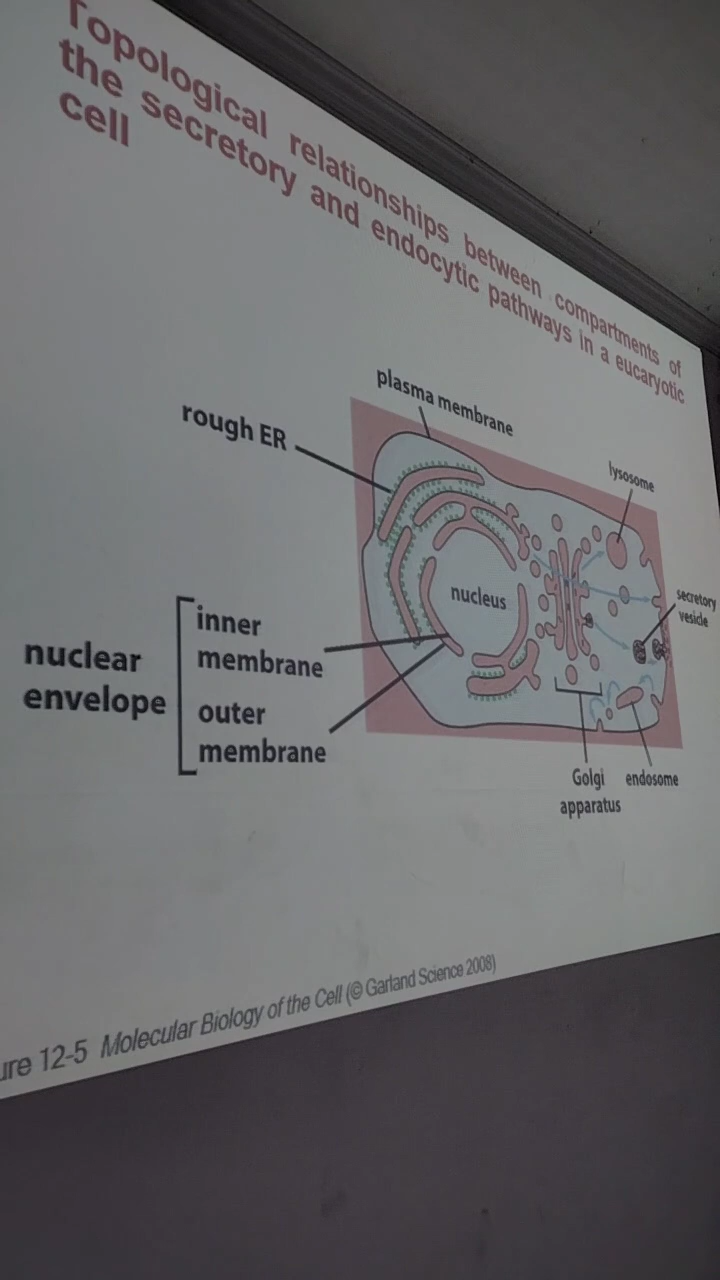 Topological relationships between compartments of
the secretory and endocytic pathways in a eucaryotic
cell
plasma membrane
rough ER
lysosome
nucleus
secretory
vesicle
nuclear
envelope
inner
membrane
outer
membrane
Golgi
apparatus
endosome
ure 12-5 Molecular Biology of the Cell (© Garland Science 2008)